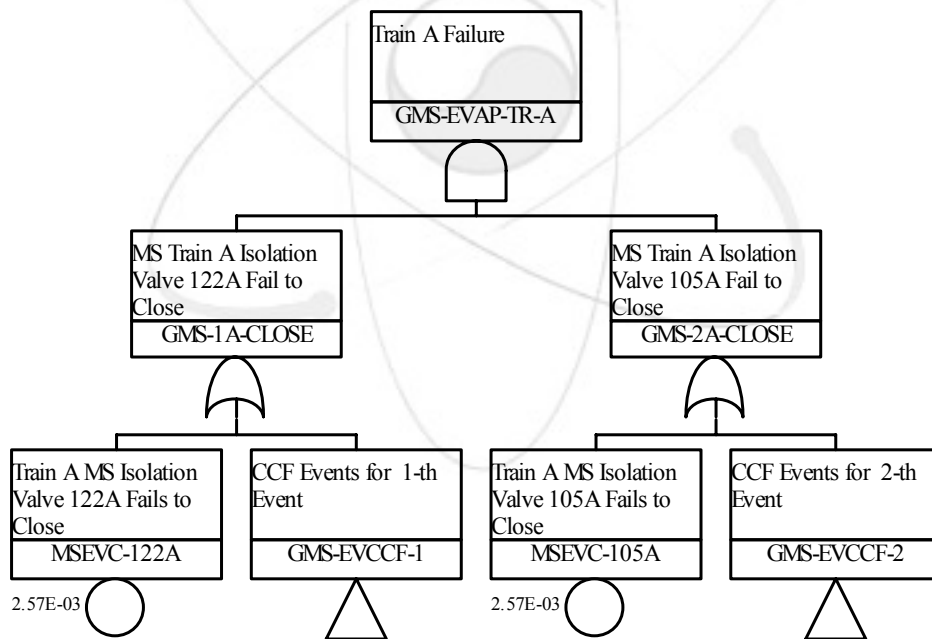 Train A Failure
GMS-EVAP-TR-A
MS Train A Isolation
Valve 122A Fail to
Close
GMS-1A-CLOSE
MS Train A Isolation
Valve 105A Fail to
Close
GMS-2A-CLOSE
Train A MS Isolation
Valve 122A Fails to
Close
MSEVC-122A
2.57E-03
CCF Events for 1-th
Event
GMS-EVCCF-1
Train A MS Isolation
Valve 105A Fails to
Close
MSEVC-105A
2.57E-03
CCF Events for 2-th
Event
GMS-EVCCF-2